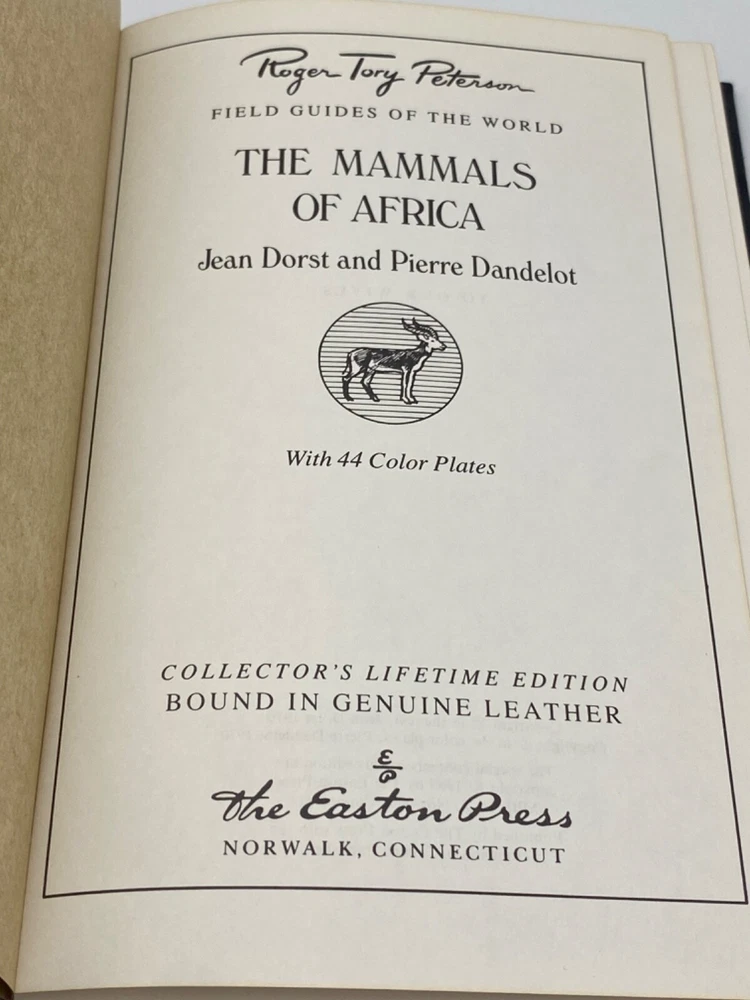 Roger Tory Peterson
FIELD GUIDES OF THE WORLD
THE MAMMALS
OF AFRICA
Jean Dorst and Pierre Dandelot
With 44 Color Plates
COLLECTOR'S LIFETIME EDITION
BOUND IN GENUINE LEATHER
E
P
The Easton Press
NORWALK, CONNECTICUT